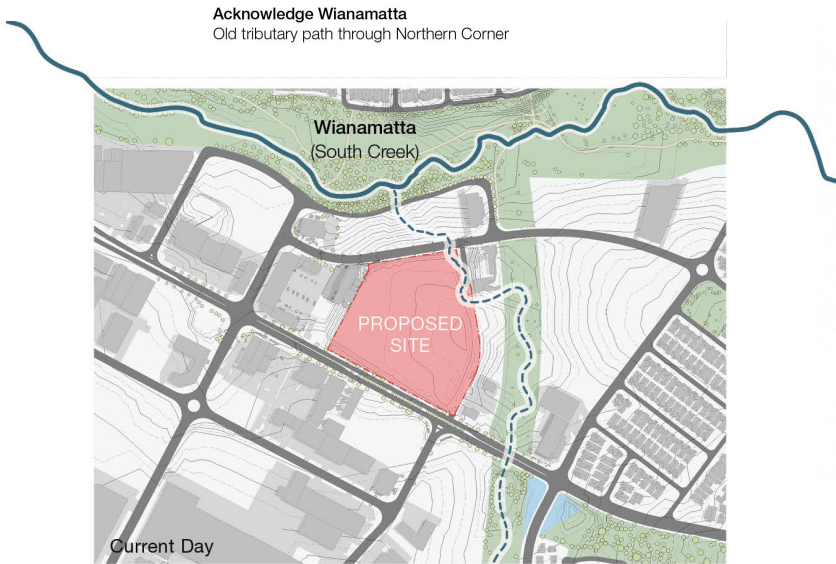 Acknowledge Wianamatta
Old tributary path through Northern Corner
Wianamatta
(South Creek)
PROPOSED
SITE
Current Day